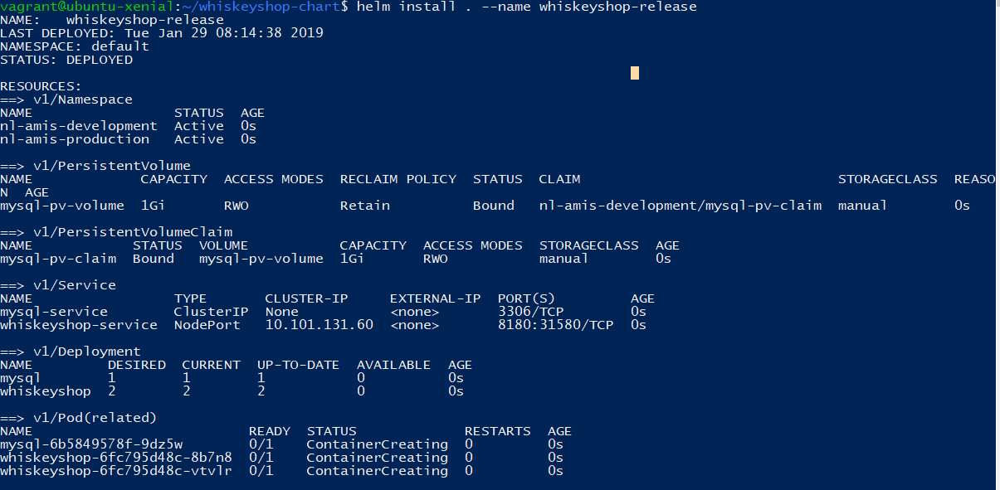 vagrant@ubuntu-xenial:~/whiskeyshop-chart$ helm install . --name whiskeyshop-release
NAME:   whiskeyshop-release
LAST DEPLOYED: Tue Jan 29 08:14:38 2019
NAMESPACE: default
STATUS: DEPLOYED

RESOURCES:
==> v1/Namespace
NAME                 STATUS  AGE
nl-amis-development  Active  0s
nl-amis-production   Active  0s

==> v1/PersistentVolume
NAME             CAPACITY  ACCESS MODES  RECLAIM POLICY  STATUS  CLAIM                               STORAGECLASS  REASO
N  AGE
mysql-pv-volume  1Gi       RWO           Retain          Bound   nl-amis-development/mysql-pv-claim  manual        0s

==> v1/PersistentVolumeClaim
NAME            STATUS  VOLUME           CAPACITY  ACCESS MODES  STORAGECLASS  AGE
mysql-pv-claim  Bound   mysql-pv-volume  1Gi       RWO           manual        0s

==> v1/Service
NAME                 TYPE       CLUSTER-IP     EXTERNAL-IP  PORT(S)         AGE
mysql-service        ClusterIP  None           <none>       3306/TCP        0s
whiskeyshop-service  NodePort   10.101.131.60  <none>       8180:31580/TCP  0s

==> v1/Deployment
NAME         DESIRED  CURRENT  UP-TO-DATE  AVAILABLE  AGE
mysql        1        1        1           0          0s
whiskeyshop  2        2        2           0          0s

==> v1/Pod(related)
NAME                          READY  STATUS             RESTARTS  AGE
mysql-6b5849578f-9dz5w        0/1    ContainerCreating  0         0s
whiskeyshop-6fc795d48c-8b7n8  0/1    ContainerCreating  0         0s
whiskeyshop-6fc795d48c-vtvlr  0/1    ContainerCreating  0         0s